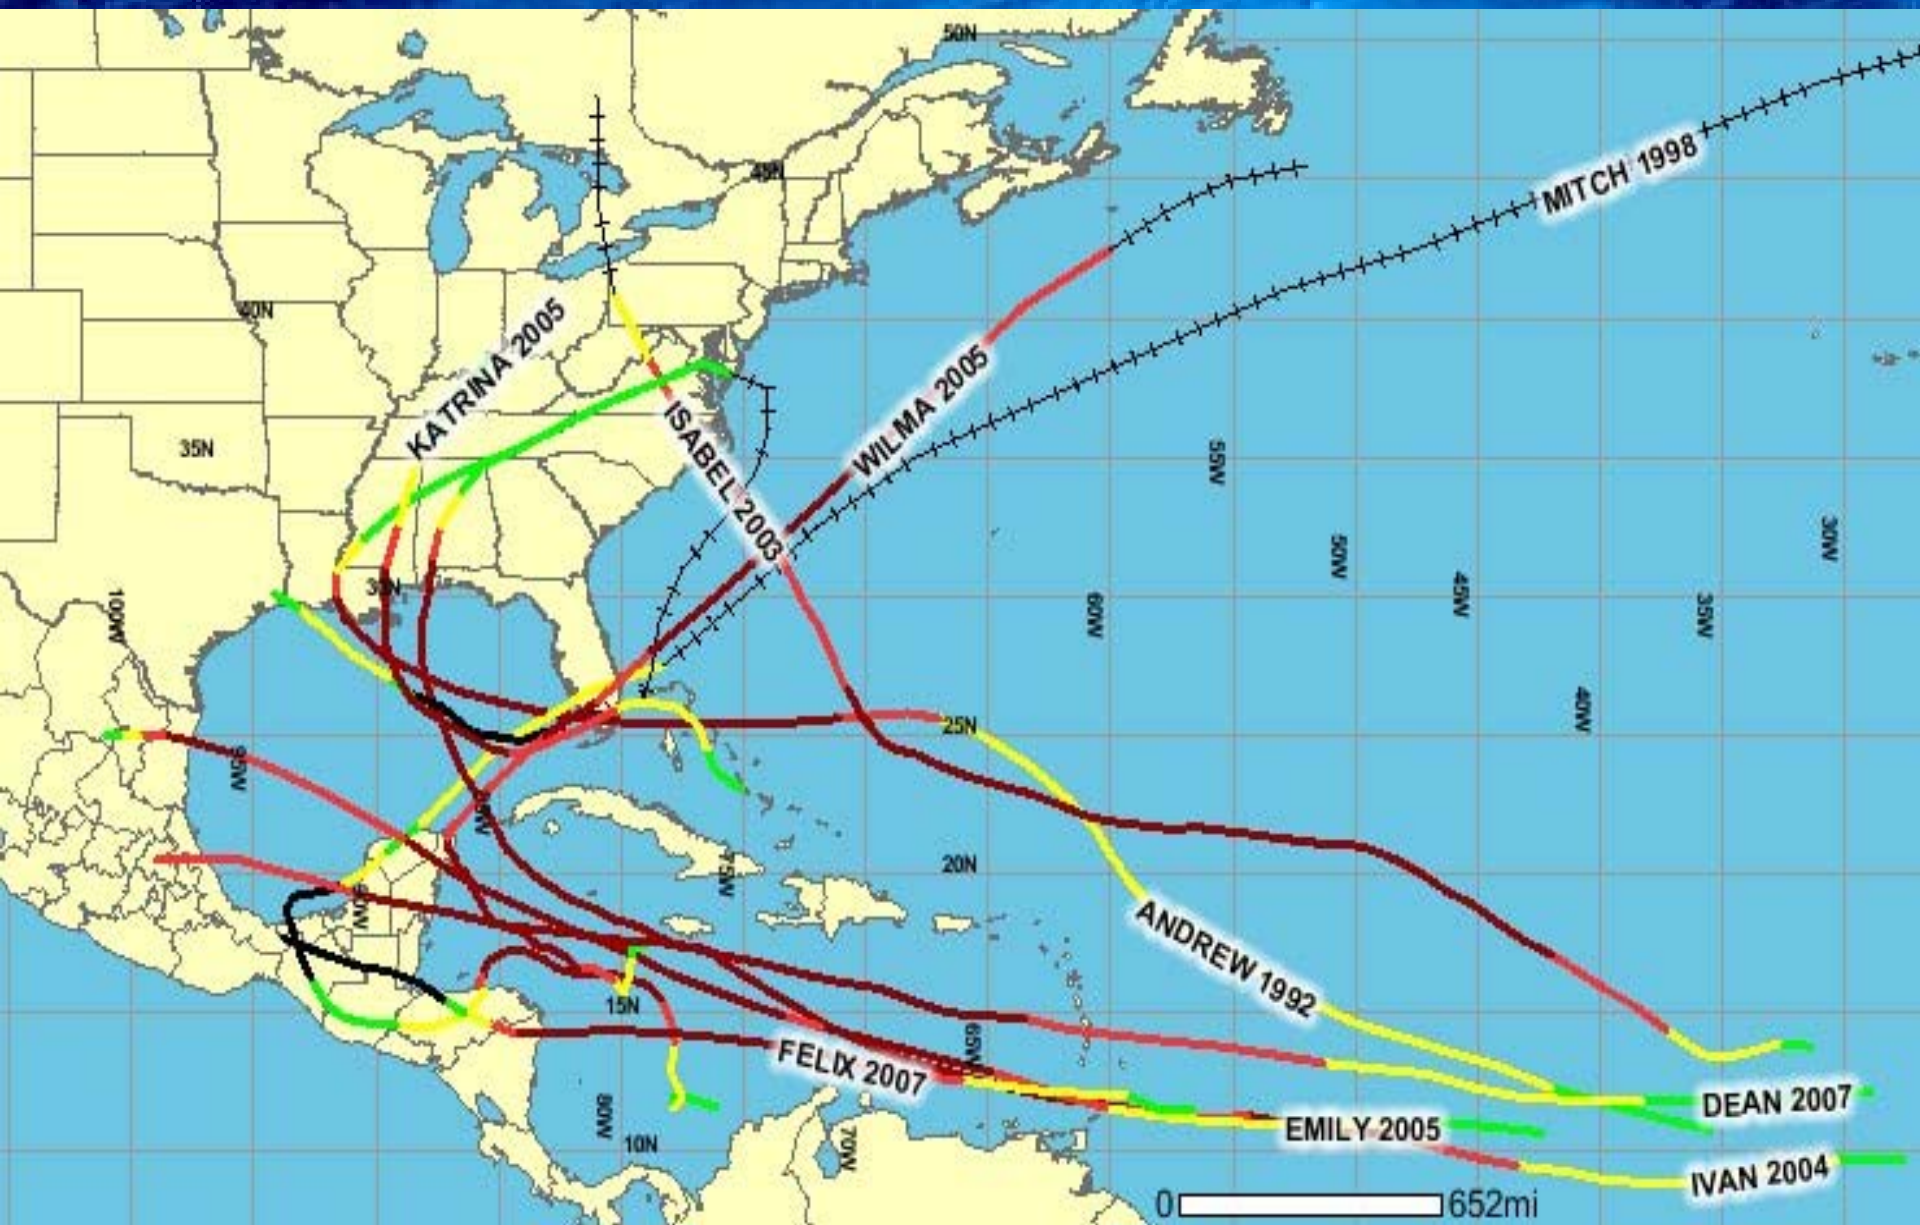 50N
MITCH 1998
45N
40N
KATRINA 2005
WILMA 2005
ISABEL 2003
35N
55W
30W
50W
45W
35W
60W
100W
30N
40W
25N
95W
20N
75W
90W
ANDREW 1992
15N
65W
FELIX 2007
DEAN 2007
EMILY 2005
80W
10N
70W
IVAN 2004
0
652mi